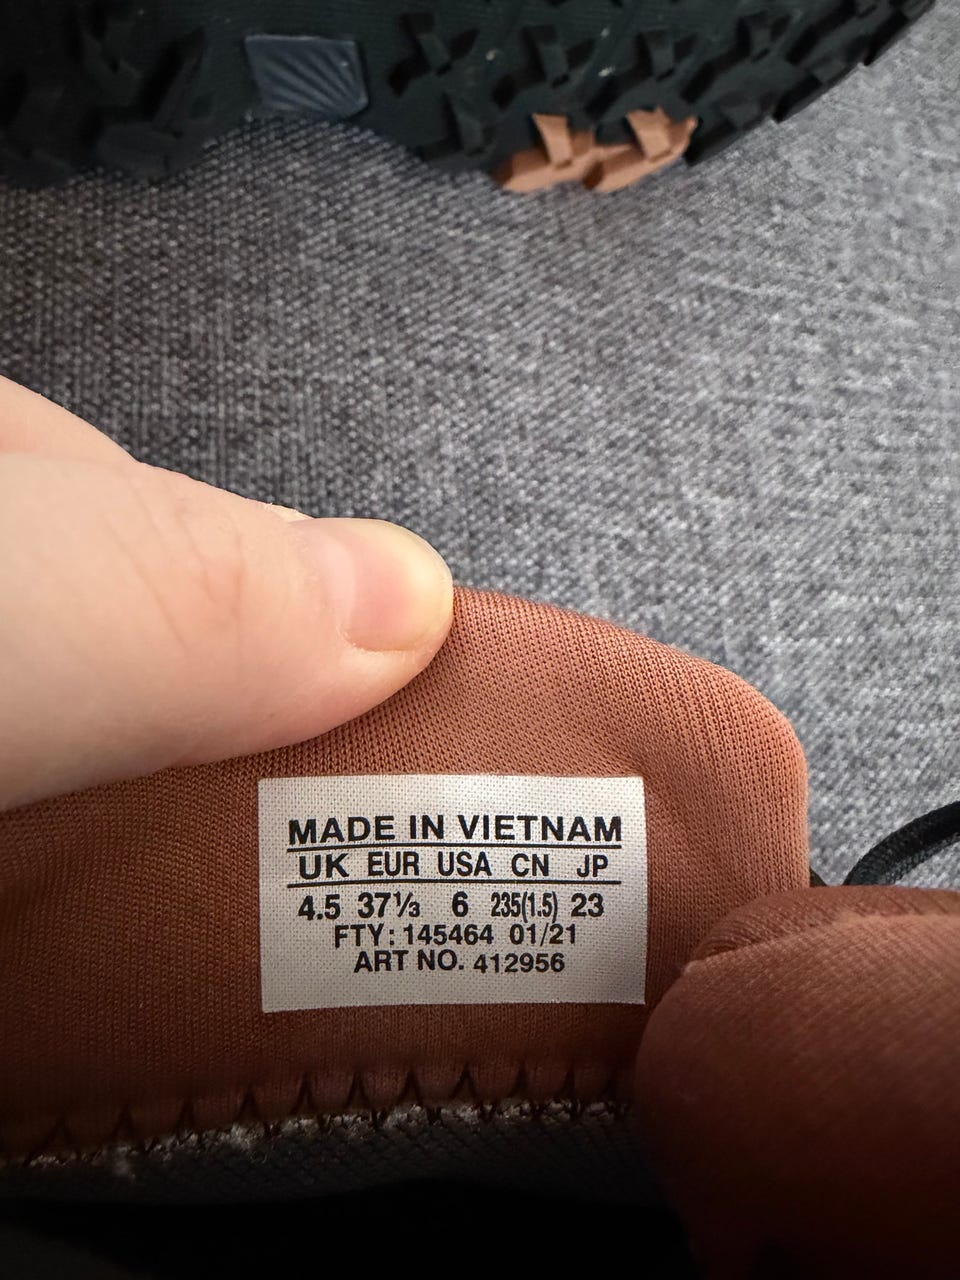 MADE IN VIETNAM
UK EUR USA CN JP
4.5 37⅓ 6 235(1.5) 23
FTY: 145464 01/21
ART NO. 412956